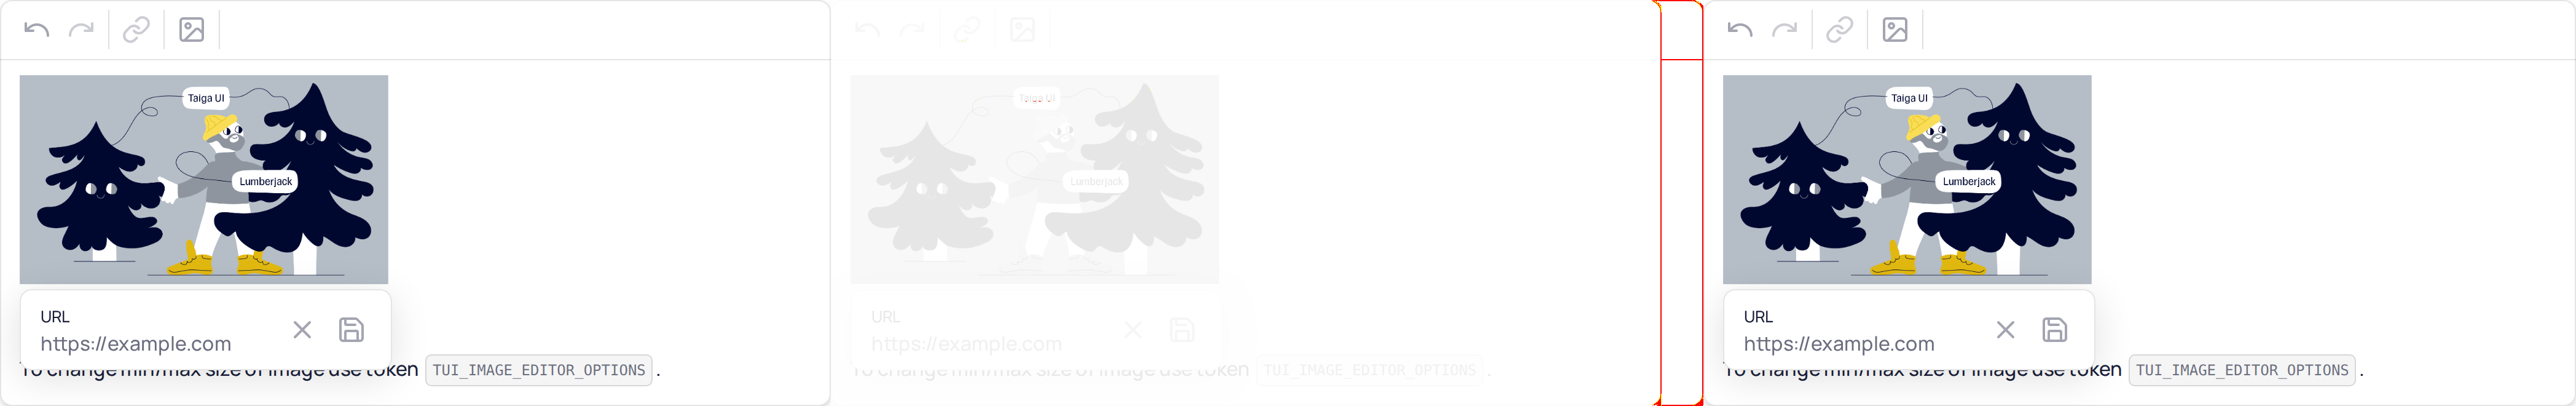 Taiga UI
Lumberjack
URL
https://example.com
To change min/max size of image use token TUI_IMAGE_EDITOR_OPTIONS .
Taiga UI
Lumberjack
URL
https://example.com
To change min/max size of image use token TUI_IMAGE_EDITOR_OPTIONS .
Taiga UI
Lumberjack
URL
https://example.com
To change min/max size of image use token TUI_IMAGE_EDITOR_OPTIONS .